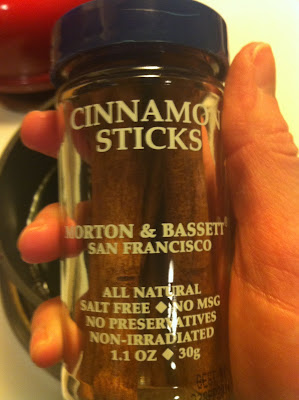 CINNAMON
STICKS
MORTON & BASSETT®
SAN FRANCISCO
ALL NATURAL
SALT FREE ◆ NO MSG
NO PRESERVATIVES
NON-IRRADIATED
1.1 OZ ◆ 30g
BEST